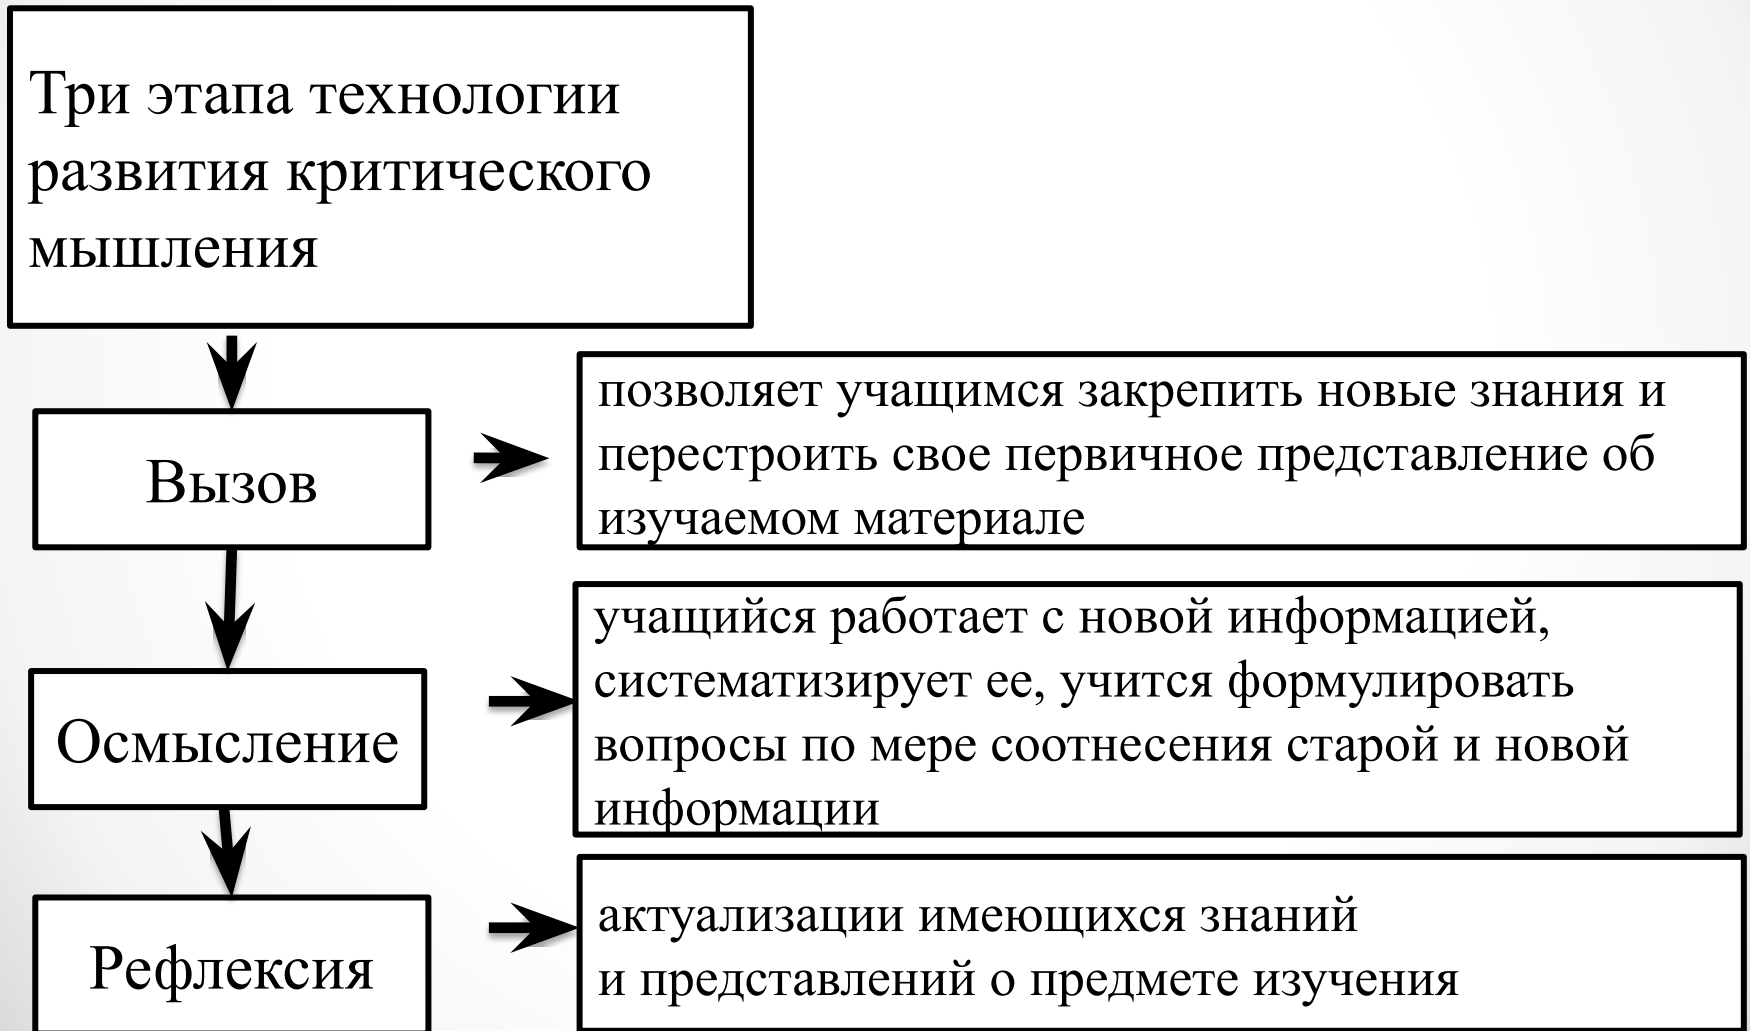 Три этапа технологии
развития критического
мышления
Вызов
позволяет учащимся закрепить новые знания и
перестроить свое первичное представление об
изучаемом материале
Осмысление
учащийся работает с новой информацией,
систематизирует ее, учится формулировать
вопросы по мере соотнесения старой и новой
информации
Рефлексия
актуализации имеющихся знаний
и представлений о предмете изучения